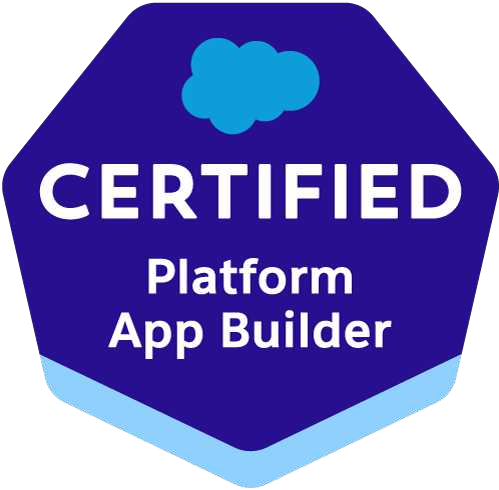 CERTIFIED
Platform
App Builder